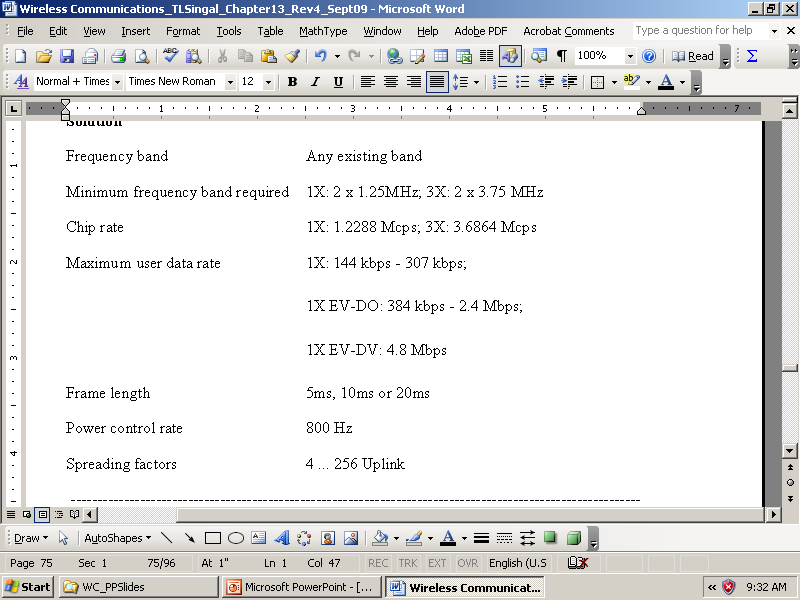 Wireless Communications_TLSingal_Chapter13_Rev4_Sept09 - Microsoft Word
File Edit View Insert Format Tools Table MathType Window Help Adobe PDF Acrobat Comments Type a question for help
100% Read
Normal + Times Times New Roman 12 B I U
1 2 3 4 5 7
Solution
Frequency band Any existing band
Minimum frequency band required 1X: 2 x 1.25MHz; 3X: 2 x 3.75 MHz
Chip rate 1X: 1.2288 Mcps; 3X: 3.6864 Mcps
Maximum user data rate 1X: 144 kbps - 307 kbps;
1X EV-DO: 384 kbps - 2.4 Mbps;
1X EV-DV: 4.8 Mbps
Frame length 5ms, 10ms or 20ms
Power control rate 800 Hz
Spreading factors 4 ... 256 Uplink
Draw AutoShapes
Page 75 Sec 1 75/96 At 1" Ln 1 Col 47 REC TRK EXT OVR English (U.S
Start WC_PPSlides Microsoft PowerPoint - [... Wireless Communicat... 9:32 AM